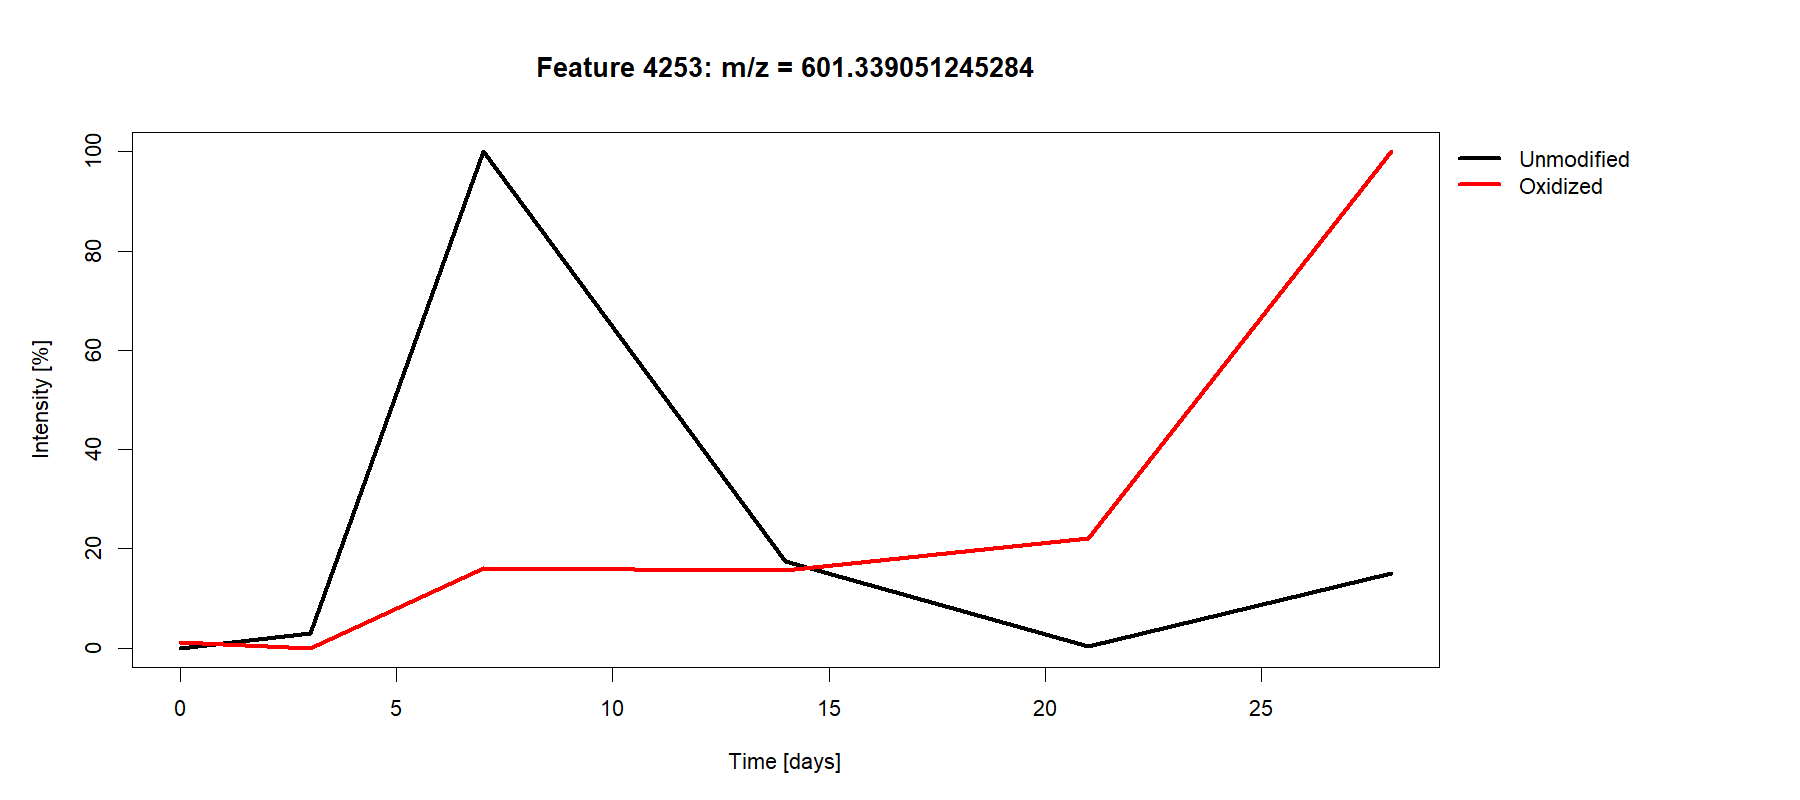 Feature 4253: m/z = 601.339051245284
Unmodified
Oxidized
100
80
60
40
20
0
Intensity [%]
0 5 10 15 20 25
Time [days]